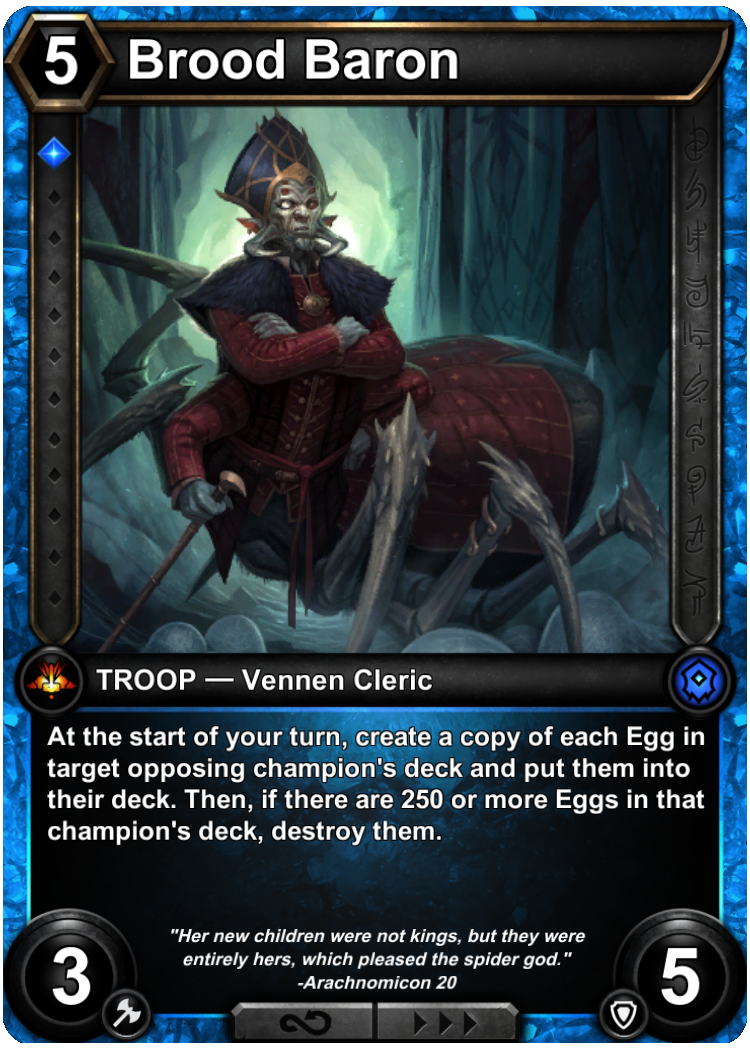 5 Brood Baron
TROOP — Vennen Cleric
At the start of your turn, create a copy of each Egg in
target opposing champion's deck and put them into
their deck. Then, if there are 250 or more Eggs in that
champion's deck, destroy them.
"Her new children were not kings, but they were
entirely hers, which pleased the spider god."
-Arachnomicon 20
3
5